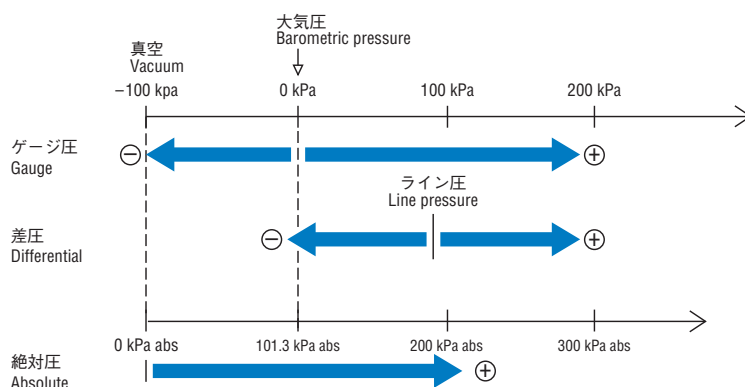 大気圧
Barometric pressure
真空
Vacuum
–100 kpa
0 kPa
100 kPa
200 kPa
ゲージ圧
Gauge
ライン圧
Line pressure
差圧
Differential
0 kPa abs
101.3 kPa abs
200 kPa abs
300 kPa abs
絶対圧
Absolute